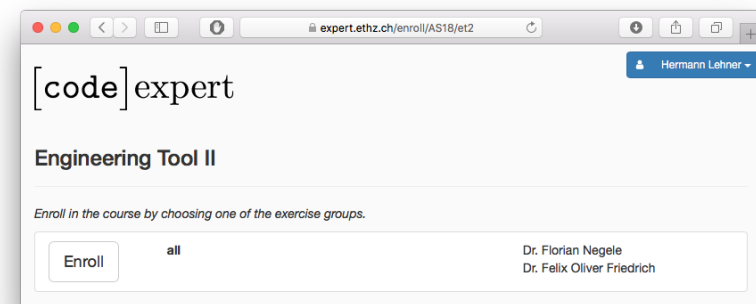 expert.ethz.ch/enroll/AS18/et2
Hermann Lehner
[code]expert
Engineering Tool II
Enroll in the course by choosing one of the exercise groups.
Enroll all Dr. Florian Negele
Dr. Felix Oliver Friedrich